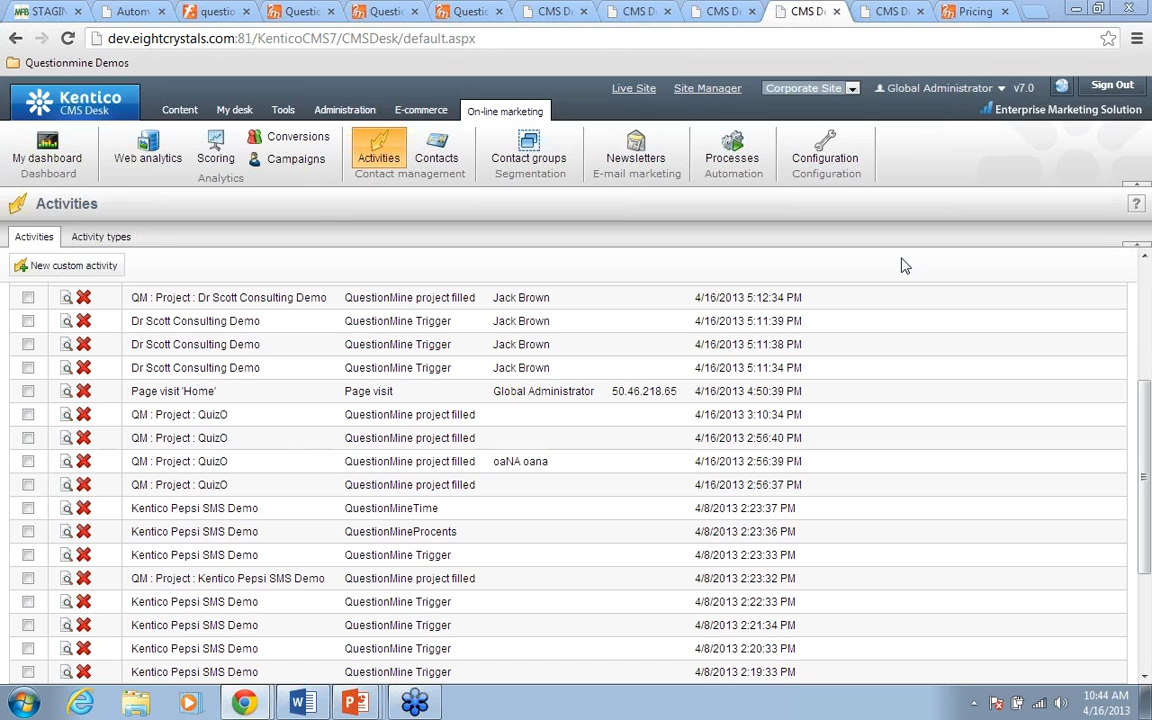 STAGIN Autom questio Questic Questic Questic CMS De CMS De CMS De CMS De CMS De Pricing
dev.eightcrystals.com:81/KenticoCMS7/CMSDesk/default.aspx
Questionmine Demos
Kentico CMS Desk
Live Site Site Manager Corporate Site Global Administrator v7.0 Sign Out
Content My desk Tools Administration E-commerce On-line marketing Enterprise Marketing Solution
My dashboard Web analytics Scoring Conversions Campaigns Activities Contacts Contact groups Newsletters Processes Configuration
Dashboard Analytics Contact management Segmentation E-mail marketing Automation Configuration
Activities ?
Activities Activity types
New custom activity
QM : Project : Dr Scott Consulting Demo QuestionMine project filled Jack Brown 4/16/2013 5:12:34 PM
Dr Scott Consulting Demo QuestionMine Trigger Jack Brown 4/16/2013 5:11:39 PM
Dr Scott Consulting Demo QuestionMine Trigger Jack Brown 4/16/2013 5:11:38 PM
Dr Scott Consulting Demo QuestionMine Trigger Jack Brown 4/16/2013 5:11:34 PM
Page visit 'Home' Page visit Global Administrator 50.46.218.65 4/16/2013 4:50:39 PM
QM : Project : QuizO QuestionMine project filled 4/16/2013 3:10:34 PM
QM : Project : QuizO QuestionMine project filled 4/16/2013 2:56:40 PM
QM : Project : QuizO QuestionMine project filled oaNA oana 4/16/2013 2:56:39 PM
QM : Project : QuizO QuestionMine project filled 4/16/2013 2:56:37 PM
Kentico Pepsi SMS Demo QuestionMineTime 4/8/2013 2:23:37 PM
Kentico Pepsi SMS Demo QuestionMineProcents 4/8/2013 2:23:36 PM
Kentico Pepsi SMS Demo QuestionMine Trigger 4/8/2013 2:23:33 PM
QM : Project : Kentico Pepsi SMS Demo QuestionMine project filled 4/8/2013 2:23:32 PM
Kentico Pepsi SMS Demo QuestionMine Trigger 4/8/2013 2:22:33 PM
Kentico Pepsi SMS Demo QuestionMine Trigger 4/8/2013 2:21:34 PM
Kentico Pepsi SMS Demo QuestionMine Trigger 4/8/2013 2:20:33 PM
Kentico Pepsi SMS Demo QuestionMine Trigger 4/8/2013 2:19:33 PM
10:44 AM
4/16/2013